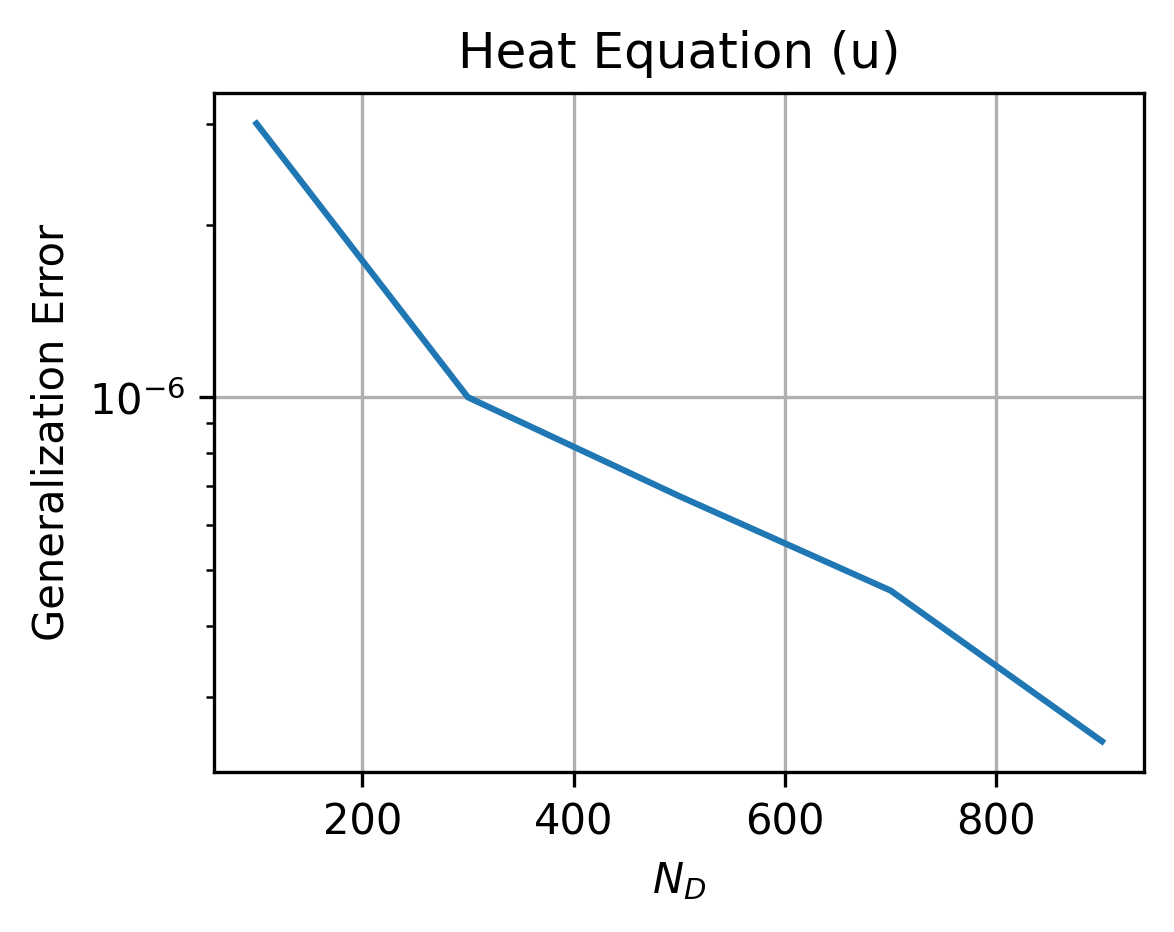 Heat Equation (u)
Generalization Error
10⁻⁶
200 400 600 800
N_D